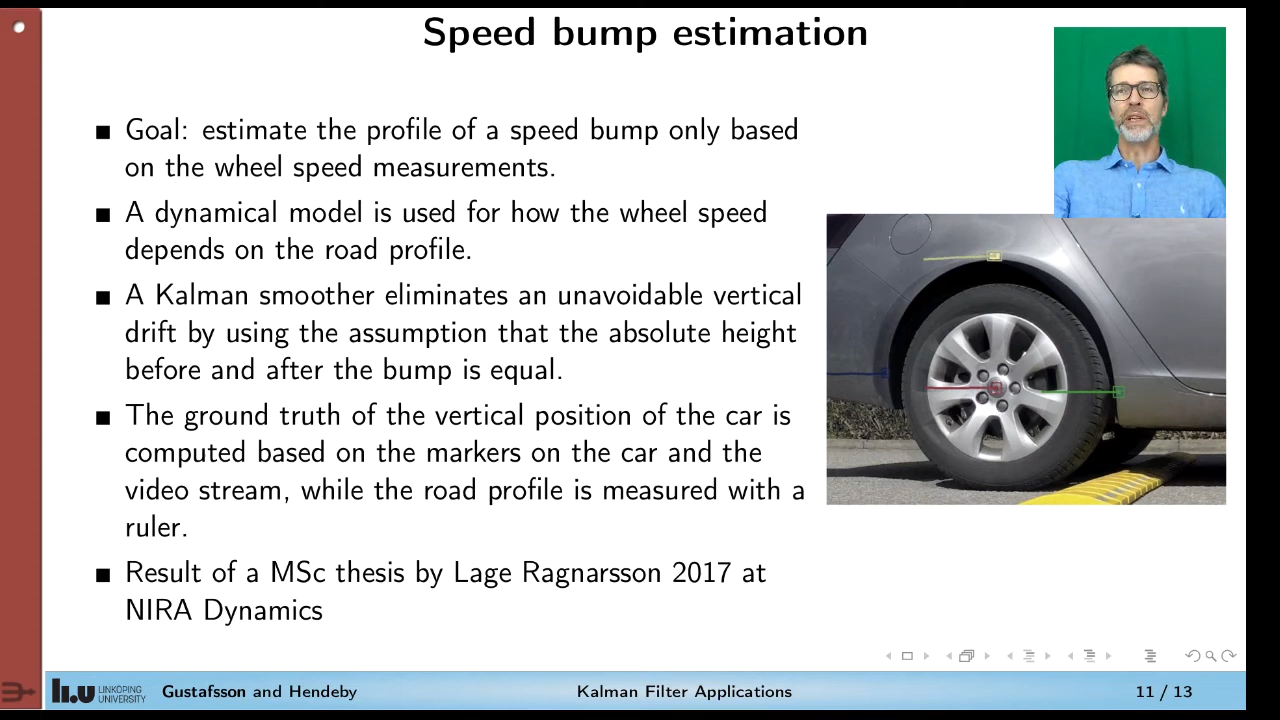 Speed bump estimation
Goal: estimate the profile of a speed bump only based
on the wheel speed measurements.
A dynamical model is used for how the wheel speed
depends on the road profile.
A Kalman smoother eliminates an unavoidable vertical
drift by using the assumption that the absolute height
before and after the bump is equal.
The ground truth of the vertical position of the car is
computed based on the markers on the car and the
video stream, while the road profile is measured with a
ruler.
Result of a MSc thesis by Lage Ragnarsson 2017 at
NIRA Dynamics
li.u LINKÖPING
UNIVERSITY
Gustafsson and Hendeby
Kalman Filter Applications
11 / 13